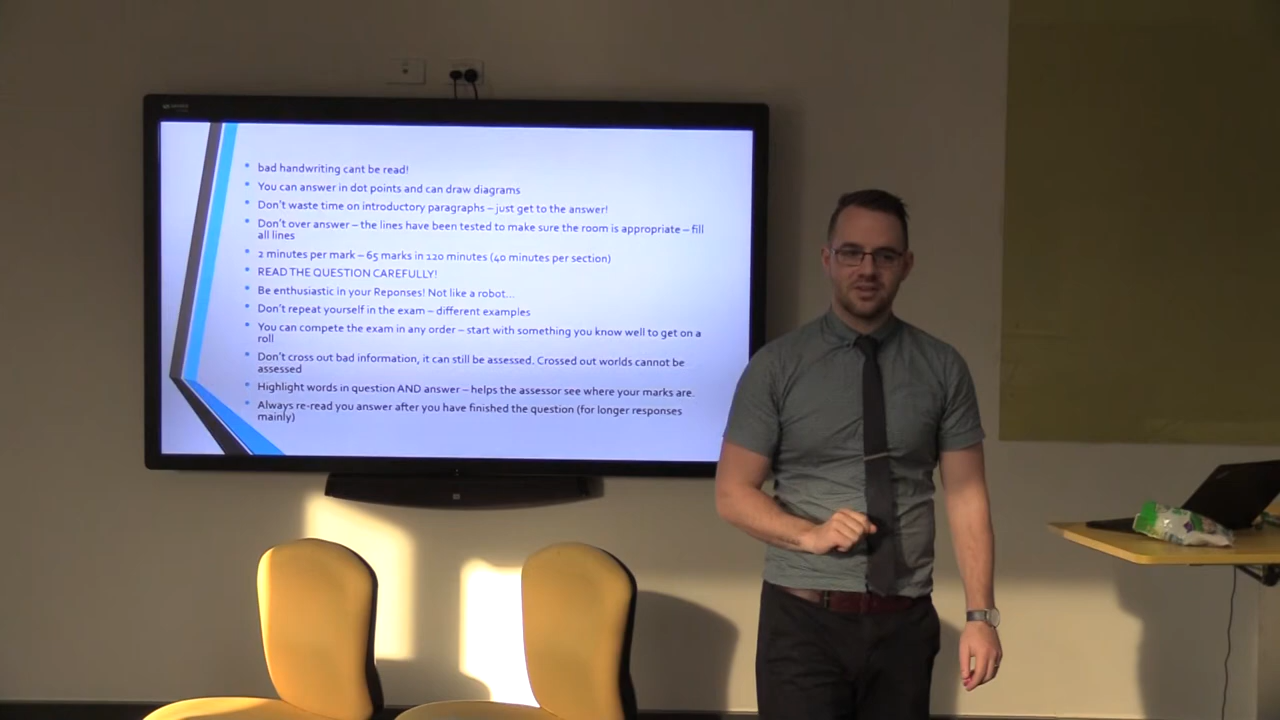 bad handwriting cant be read!
You can answer in dot points and can draw diagrams
Don't waste time on introductory paragraphs – just get to the answer!
Don't over answer – the lines have been tested to make sure the room is appropriate – fill
all lines
2 minutes per mark – 65 marks in 120 minutes (40 minutes per section)
READ THE QUESTION CAREFULLY!
Be enthusiastic in your Reponses! Not like a robot...
Don't repeat yourself in the exam – different examples
You can compete the exam in any order – start with something you know well to get on a
roll
Don't cross out bad information, it can still be assessed. Crossed out worlds cannot be
assessed
Highlight words in question AND answer – helps the assessor see where your marks are.
Always re-read you answer after you have finished the question (for longer responses
mainly)